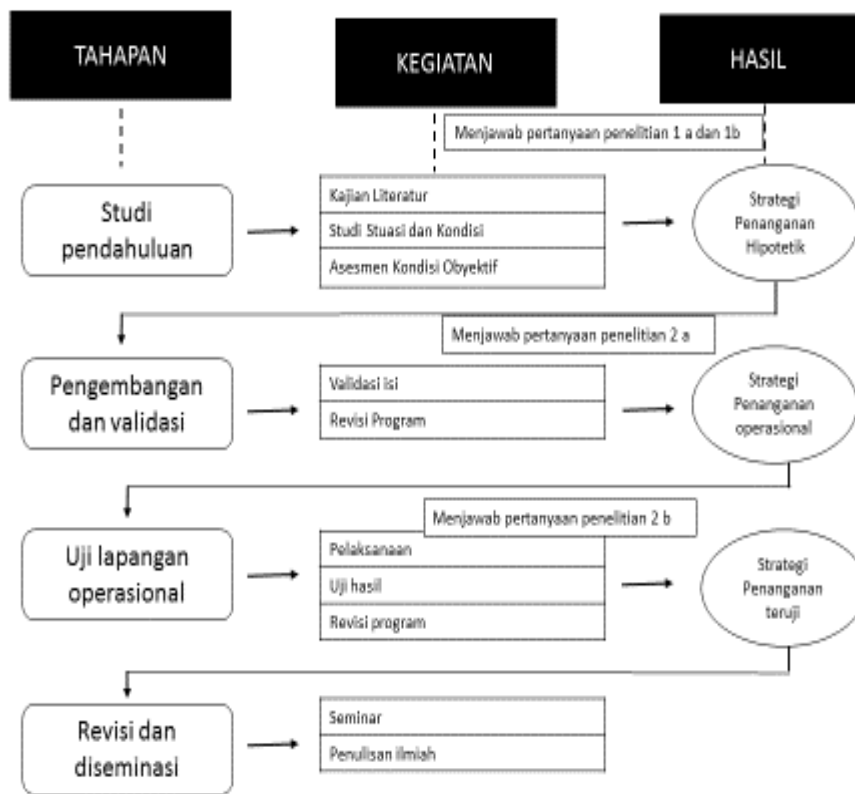 TAHAPAN
KEGIATAN
HASIL
Menjawab pertanyaan penelitian 1 a dan 1b
Studi
pendahuluan
Kajian Literatur
Studi Stuasi dan Kondisi
Asesmen Kondisi Obyektif
Strategi
Penanganan
Hipotetik
Menjawab pertanyaan penelitian 2 a
Pengembangan
dan validasi
Validasi isi
Revisi Program
Strategi
Penanganan
operasional
Menjawab pertanyaan penelitian 2 b
Uji lapangan
operasional
Pelaksanaan
Uji hasil
Revisi program
Strategi
Penanganan
teruji
Revisi dan
diseminasi
Seminar
Penulisan ilmiah